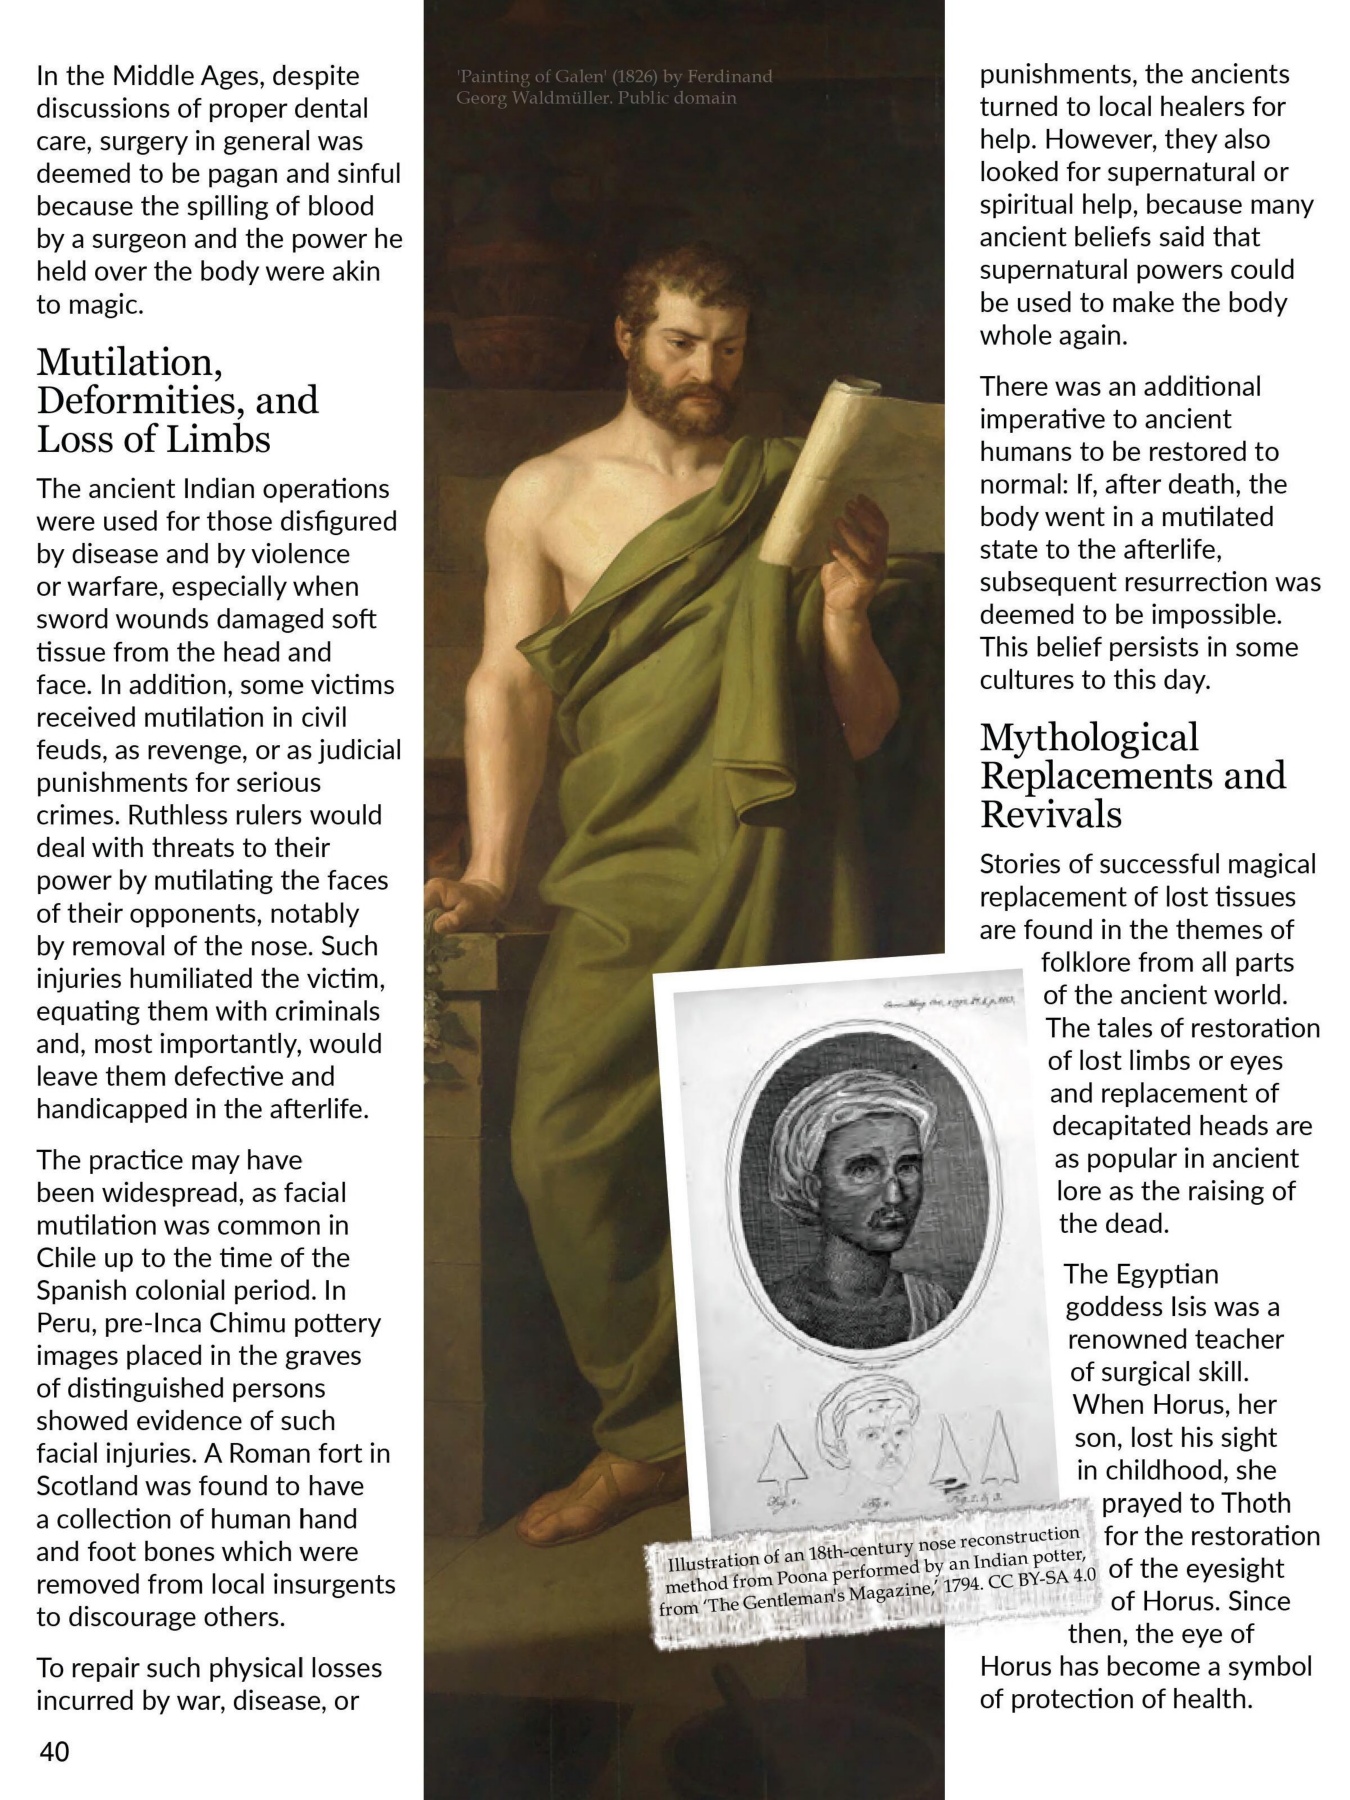 In the Middle Ages, despite
discussions of proper dental
care, surgery in general was
deemed to be pagan and sinful
because the spilling of blood
by a surgeon and the power he
held over the body were akin
to magic.
Mutilation,
Deformities, and
Loss of Limbs
The ancient Indian operations
were used for those disfigured
by disease and by violence
or warfare, especially when
sword wounds damaged soft
tissue from the head and
face. In addition, some victims
received mutilation in civil
feuds, as revenge, or as judicial
punishments for serious
crimes. Ruthless rulers would
deal with threats to their
power by mutilating the faces
of their opponents, notably
by removal of the nose. Such
injuries humiliated the victim,
equating them with criminals
and, most importantly, would
leave them defective and
handicapped in the afterlife.
The practice may have
been widespread, as facial
mutilation was common in
Chile up to the time of the
Spanish colonial period. In
Peru, pre-Inca Chimu pottery
images placed in the graves
of distinguished persons
showed evidence of such
facial injuries. A Roman fort in
Scotland was found to have
a collection of human hand
and foot bones which were
removed from local insurgents
to discourage others.
To repair such physical losses
incurred by war, disease, or
40
'Painting of Galen' (1826) by Ferdinand
Georg Waldmüller. Public domain
Fig. 1.
Illustration of an 18th-century nose reconstruction
method from Poona performed by an Indian potter,
from ‘The Gentleman's Magazine,’ 1794. CC BY-SA 4.0
punishments, the ancients
turned to local healers for
help. However, they also
looked for supernatural or
spiritual help, because many
ancient beliefs said that
supernatural powers could
be used to make the body
whole again.
There was an additional
imperative to ancient
humans to be restored to
normal: If, after death, the
body went in a mutilated
state to the afterlife,
subsequent resurrection was
deemed to be impossible.
This belief persists in some
cultures to this day.
Mythological
Replacements and
Revivals
Stories of successful magical
replacement of lost tissues
are found in the themes of
folklore from all parts
of the ancient world.
The tales of restoration
of lost limbs or eyes
and replacement of
decapitated heads are
as popular in ancient
lore as the raising of
the dead.
The Egyptian
goddess Isis was a
renowned teacher
of surgical skill.
When Horus, her
son, lost his sight
in childhood, she
prayed to Thoth
for the restoration
of the eyesight
of Horus. Since
then, the eye of
Horus has become a symbol
of protection of health.